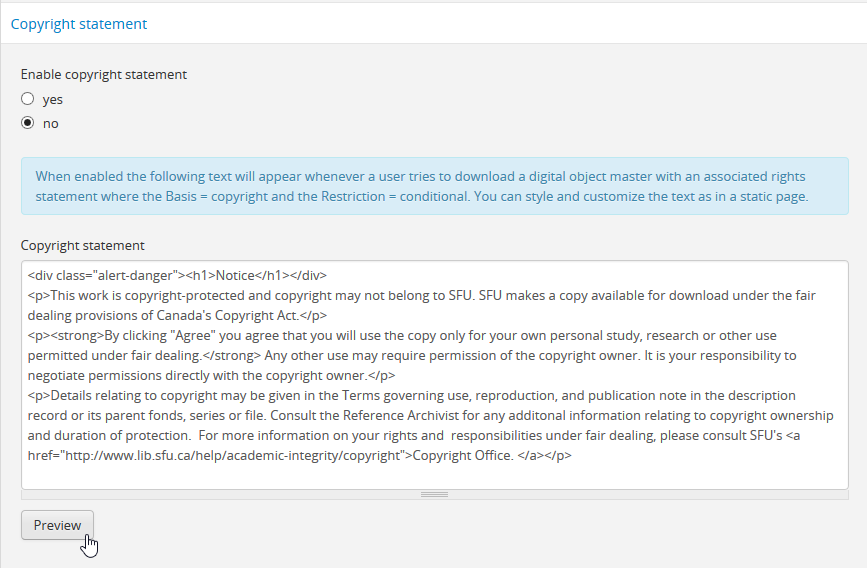 Copyright statement
Enable copyright statement
yes
no
When enabled the following text will appear whenever a user tries to download a digital object master with an associated rights
statement where the Basis = copyright and the Restriction = conditional. You can style and customize the text as in a static page.
Copyright statement
<div class="alert-danger"><h1>Notice</h1></div>
<p>This work is copyright-protected and copyright may not belong to SFU. SFU makes a copy available for download under the fair
dealing provisions of Canada's Copyright Act.</p>
<p><strong>By clicking "Agree" you agree that you will use the copy only for your own personal study, research or other use
permitted under fair dealing.</strong> Any other use may require permission of the copyright owner. It is your responsibility to
negotiate permissions directly with the copyright owner.</p>
<p>Details relating to copyright may be given in the Terms governing use, reproduction, and publication note in the description
record or its parent fonds, series or file. Consult the Reference Archivist for any additonal information relating to copyright ownership
and duration of protection.  For more information on your rights and  responsibilities under fair dealing, please consult SFU's <a
href="http://www.lib.sfu.ca/help/academic-integrity/copyright">Copyright Office. </a></p>
Preview